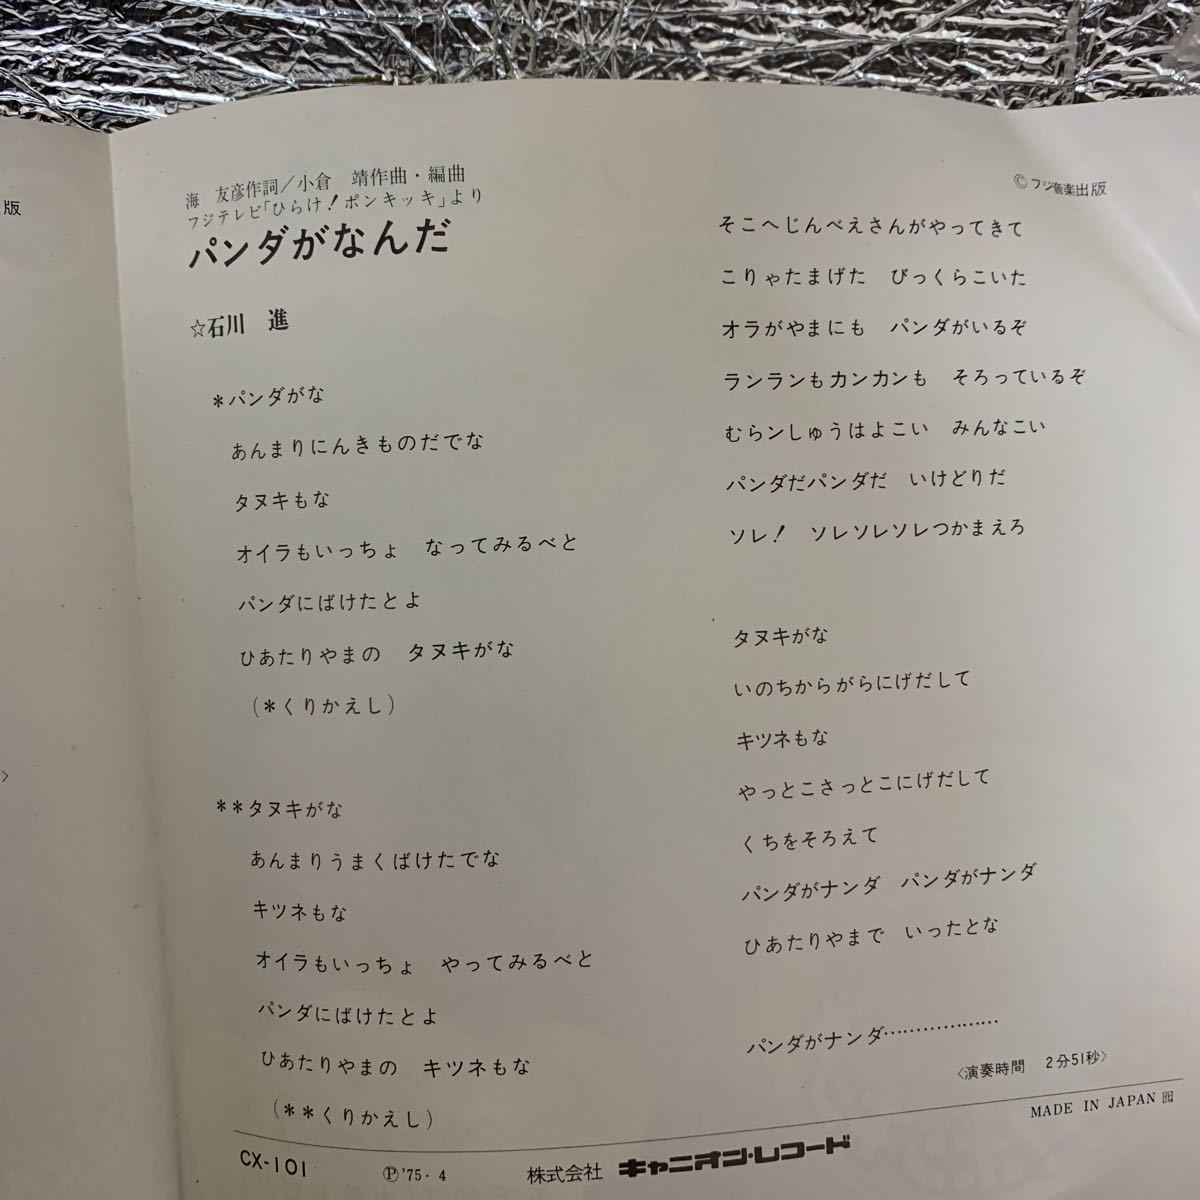 版
海　友彦作詞／小倉　靖作曲・編曲
フジテレビ「ひらけ！ポンキッキ」より
パンダがなんだ
☆石川　進
＊パンダがな
あんまりにんきものだでな
タヌキもな
オイラもいっちょ　なってみるべと
パンダにばけたとよ
ひあたりやまの　タヌキがな
（＊くりかえし）
＊＊タヌキがな
あんまりうまくばけたでな
キツネもな
オイラもいっちょ　やってみるべと
パンダにばけたとよ
ひあたりやまの　キツネもな
（＊＊くりかえし）
Ⓒフジ音楽出版
そこへじんべえさんがやってきて
こりゃたまげた　びっくらこいた
オラがやまにも　パンダがいるぞ
ランランもカンカンも　そろっているぞ
むらンしゅうはよこい　みんなこい
パンダだパンダだ　いけどりだ
ソレ！　ソレソレソレつかまえろ
タヌキがな
いのちからがらにげだして
キツネもな
やっとこさっとこにげだして
くちをそろえて
パンダがナンダ　パンダがナンダ
ひあたりやまで　いったとな
パンダがナンダ………………
〈演奏時間　2分51秒〉
〉
MADE IN JAPAN
CX-101　Ⓟ'75・4　株式会社　キャニオン・レコード